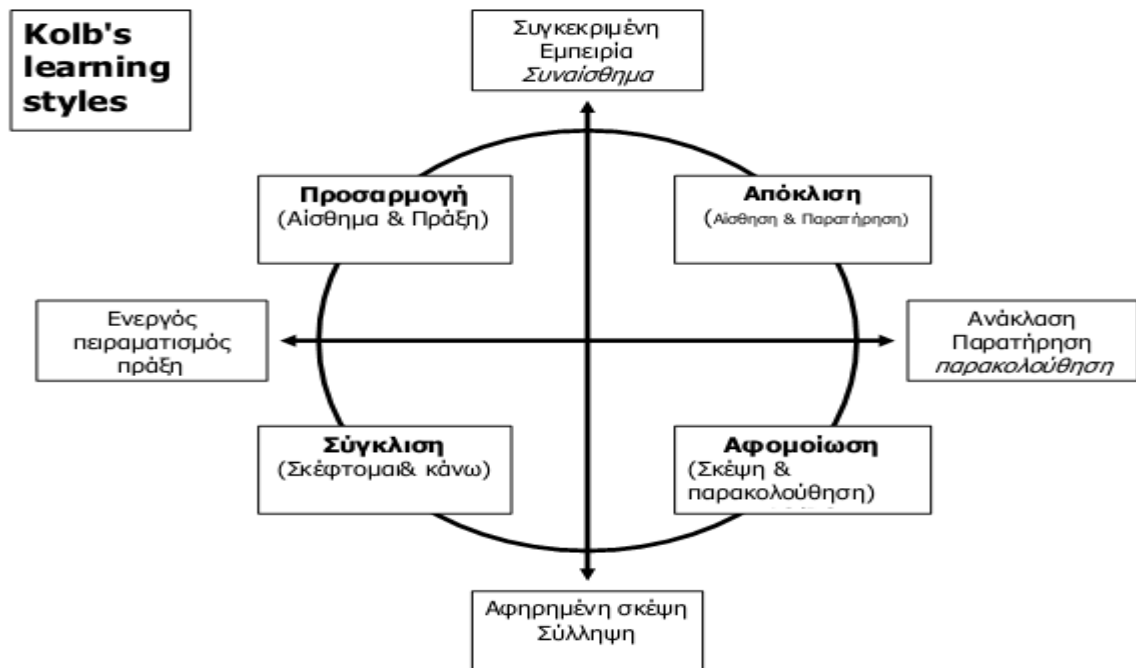 Kolb's
learning
styles
Συγκεκριμένη
Εμπειρία
Συναίσθημα
Προσαρμογή
(Αίσθημα & Πράξη)
Απόκλιση
(Αίσθηση & Παρατήρηση)
Ενεργός
πειραματισμός
πράξη
Ανάκλαση
Παρατήρηση
παρακολούθηση
Σύγκλιση
(Σκέφτομαι& κάνω)
Αφομοίωση
(Σκέψη &
παρακολούθηση)
Αφηρημένη σκέψη
Σύλληψη